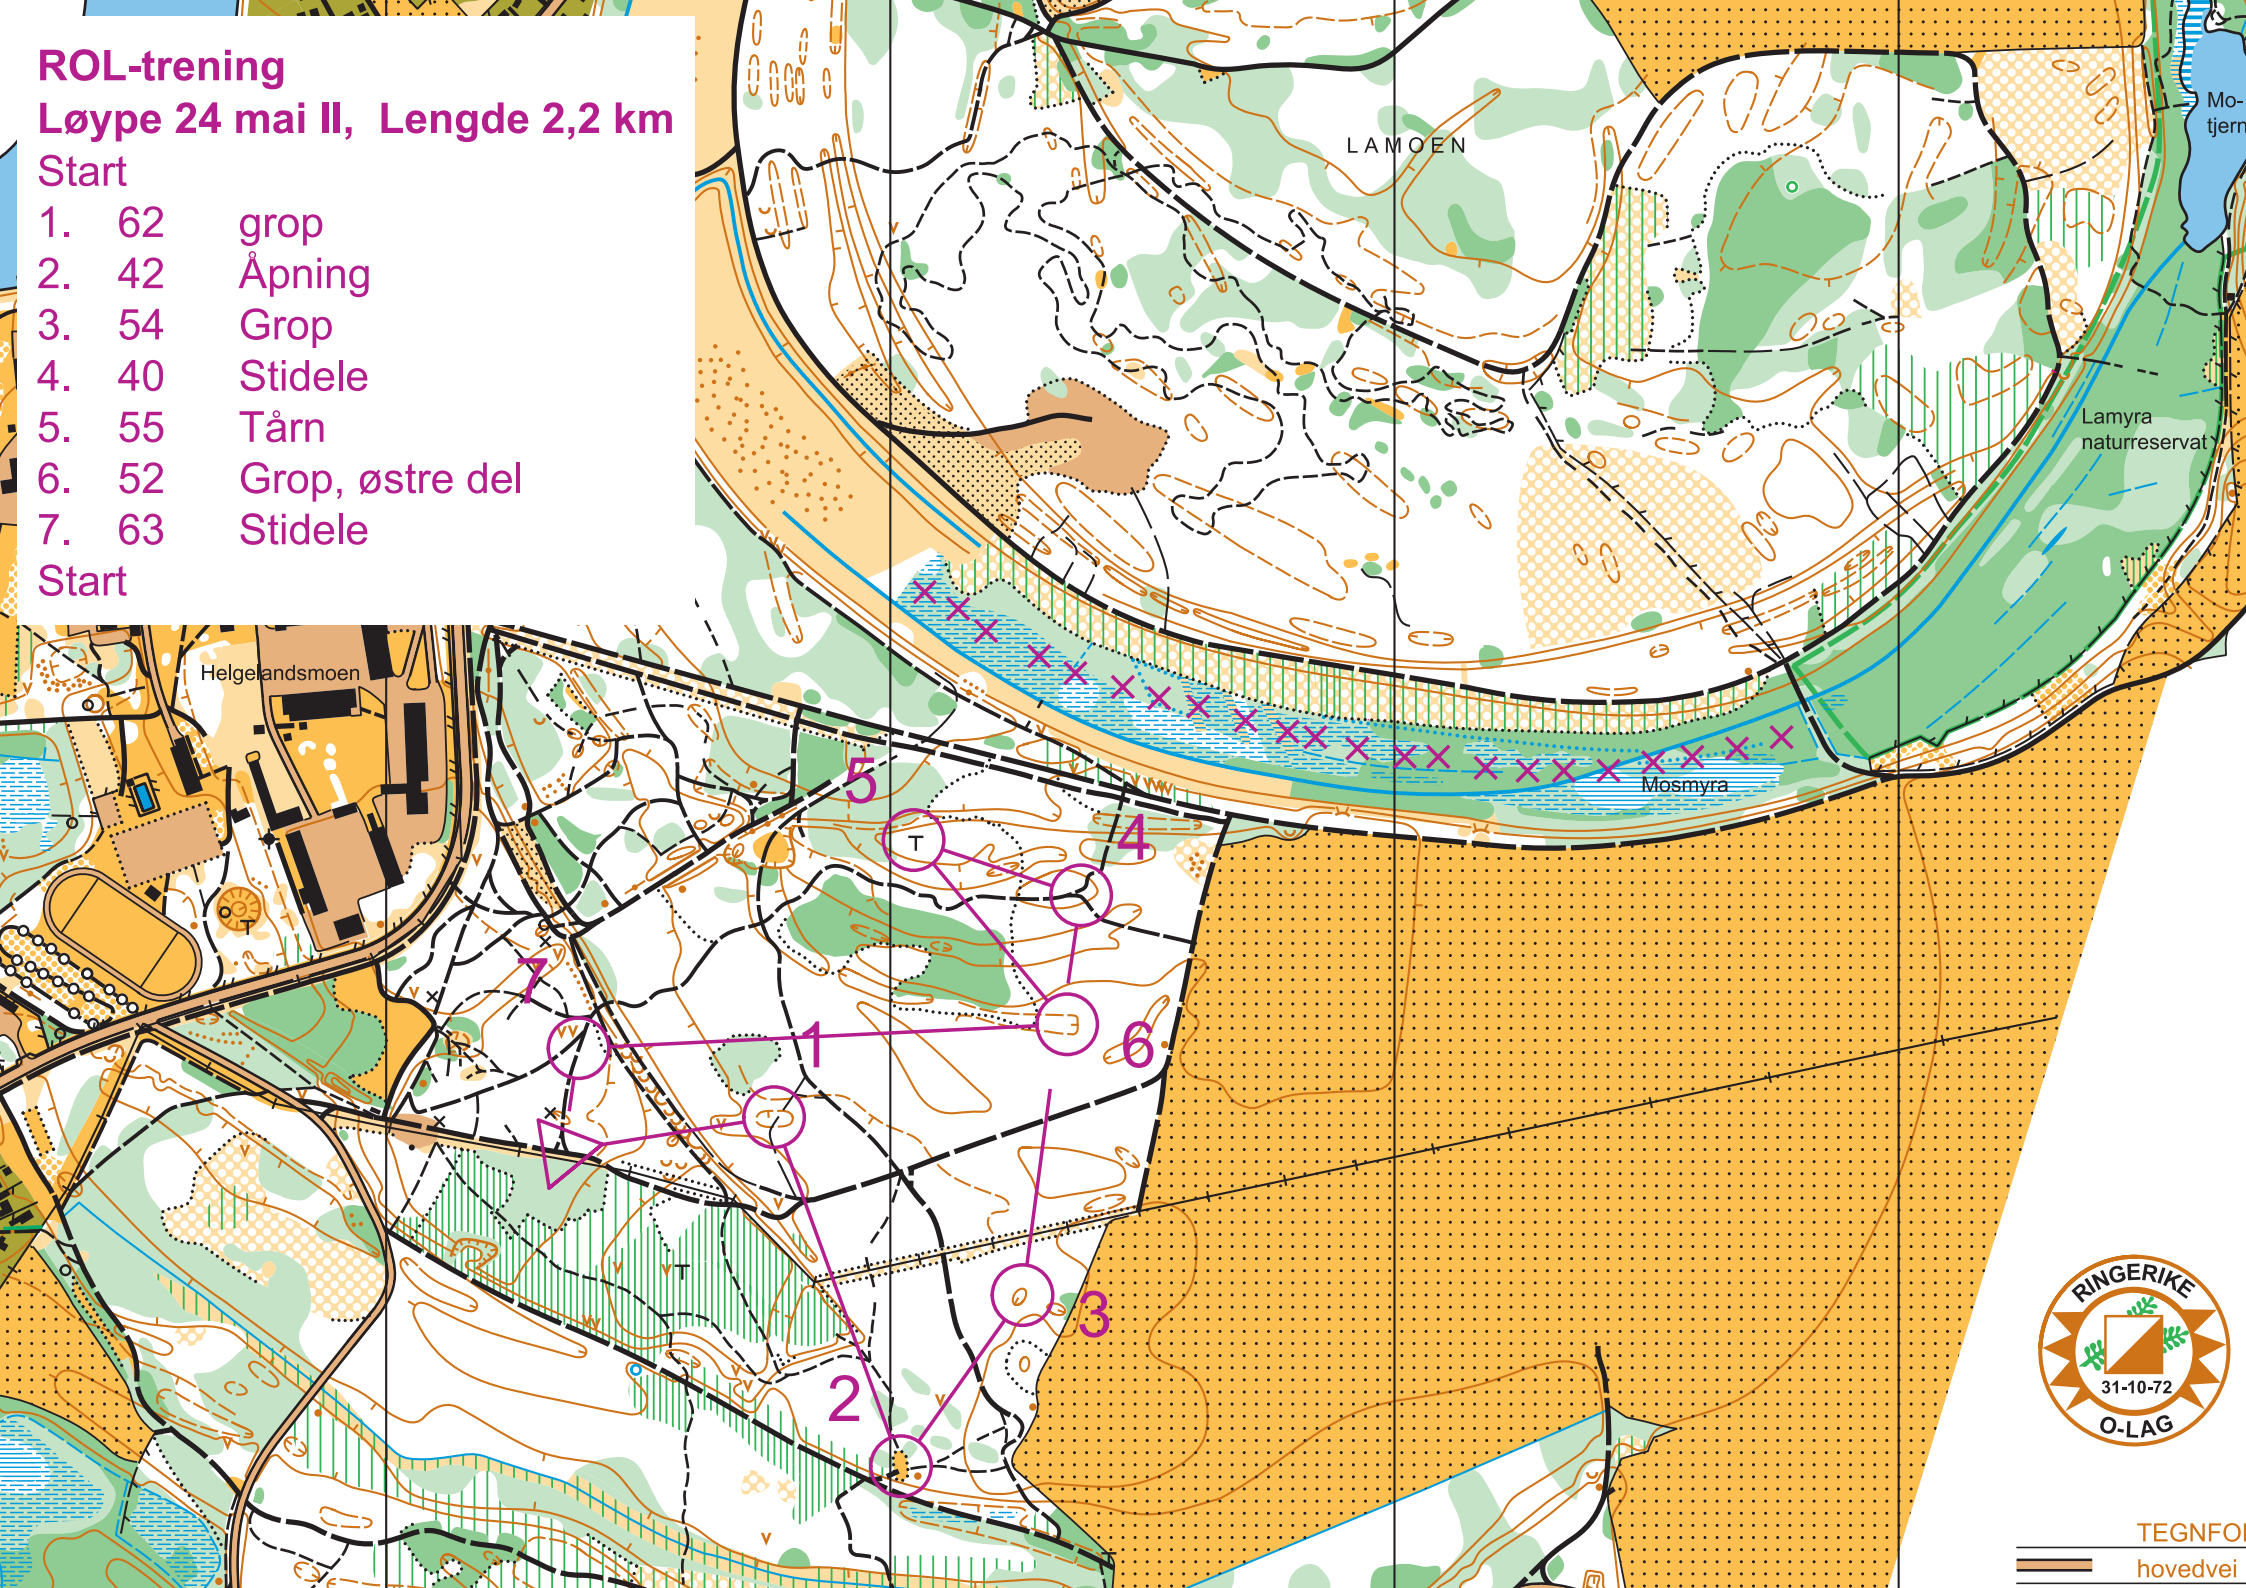 ROL-trening
Løype 24 mai II, Lengde 2,2 km
Start
1. 62 grop
2. 42 Åpning
3. 54 Grop
4. 40 Stidele
5. 55 Tårn
6. 52 Grop, østre del
7. 63 Stidele
Start
LAMOEN
Mo-
tjern
Lamyra
naturreservat
Helgelandsmoen
Mosmyra
5
4
7
1
6
3
2
RINGERIKE
31-10-72
O-LAG
hovedvei